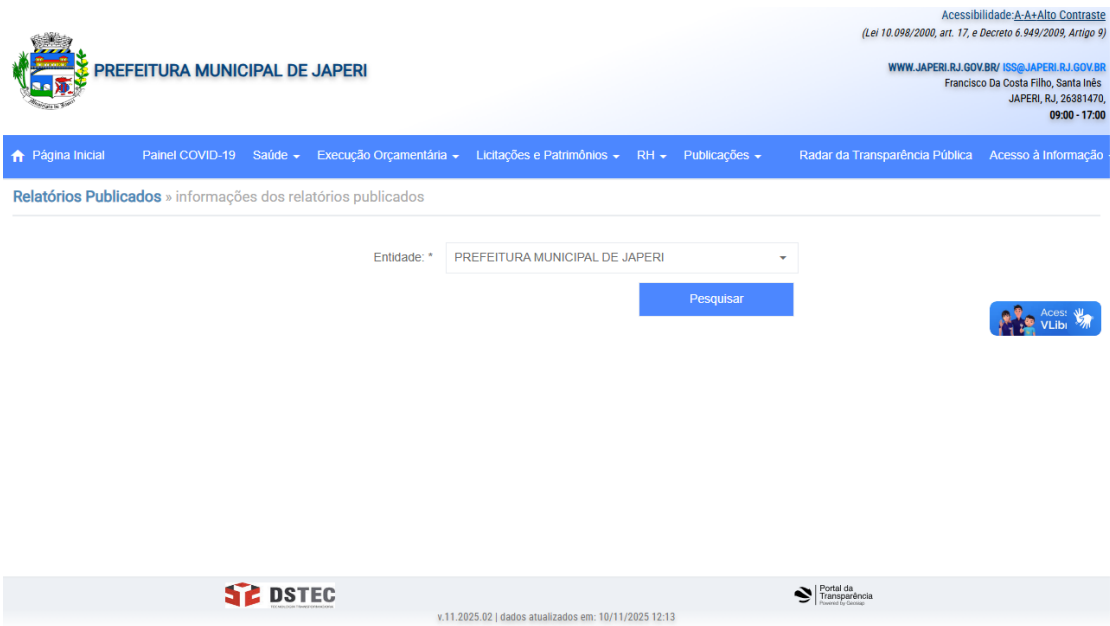 Acessibilidade:A-A+Alto Contraste
(Lei 10.098/2000, art. 17, e Decreto 6.949/2009, Artigo 9)
PREFEITURA MUNICIPAL DE JAPERI
WWW.JAPERI.RJ.GOV.BR/ ISS@JAPERI.RJ.GOV.BR
Francisco Da Costa Filho, Santa Inês
JAPERI, RJ, 26381470,
09:00 - 17:00
Página Inicial Painel COVID-19 Saúde Execução Orçamentária Licitações e Patrimônios RH Publicações Radar da Transparência Pública Acesso à Informação
Relatórios Publicados » informações dos relatórios publicados
Entidade: * PREFEITURA MUNICIPAL DE JAPERI
Pesquisar
Aces
VLib
DSTEC
Portal da
Transparência
Powered by
v.11.2025.02 | dados atualizados em: 10/11/2025 12:13